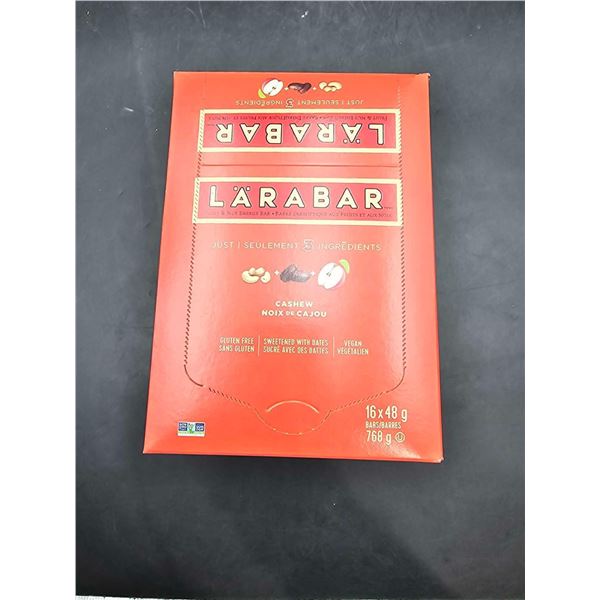 JUST | SEULEMENT 3 INGRÉDIENTS
LÄRABAR
LÄRABAR
FRUIT & NUT ENERGY BAR • BARRE ÉNERGÉTIQUE AUX FRUITS ET AUX NOIX
JUST | SEULEMENT 3 INGRÉDIENTS
CASHEW
NOIX DE CAJOU
GLUTEN FREE | SWEETENED WITH DATES | VEGAN
SANS GLUTEN | SUCRÉ AVEC DES DATTES | VÉGÉTALIEN
16 x 48 g
BARS/BARRES
768 g